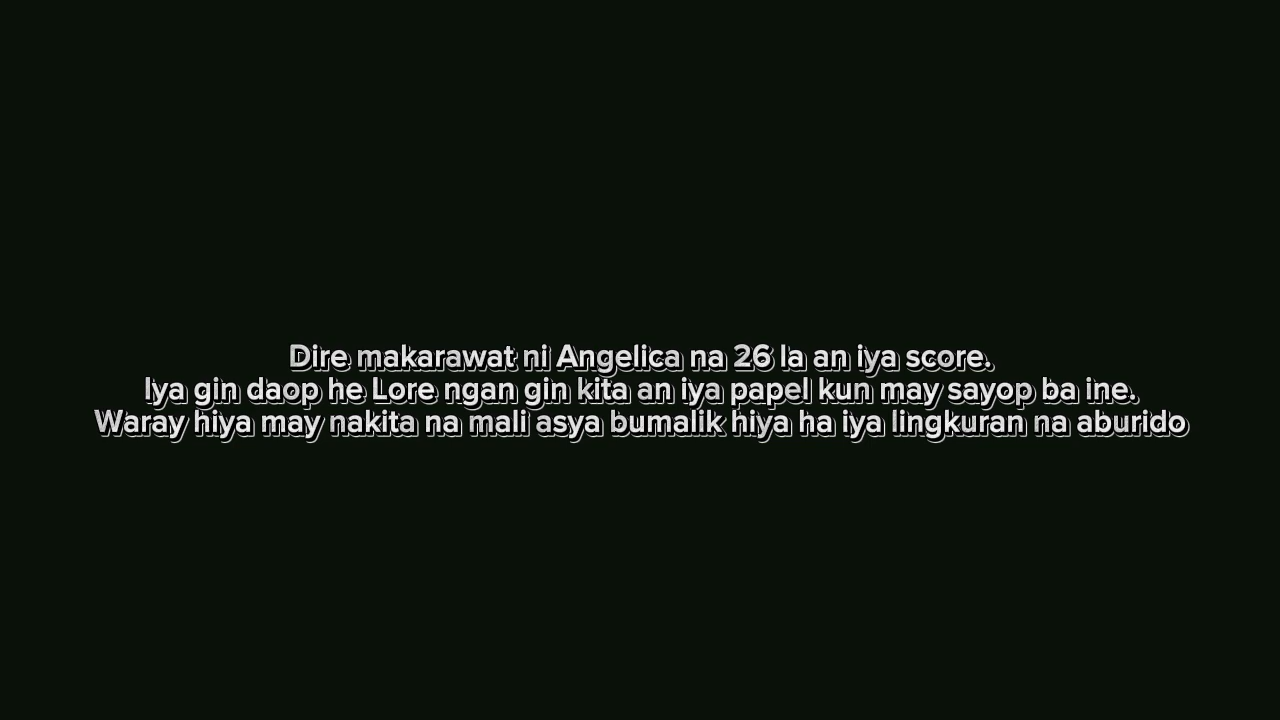 Dire makarawat ni Angelica na 26 la an iya score.
Iya gin daop he Lore ngan gin kita an iya papel kun may sayop ba ine.
Waray hiya may nakita na mali asya bumalik hiya ha iya lingkuran na aburido